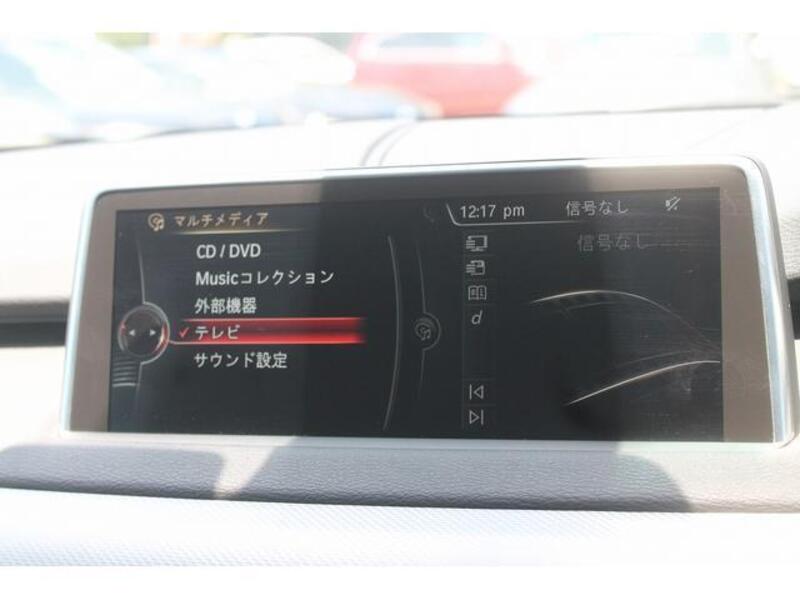 マルチメディア
CD / DVD
Musicコレクション
外部機器
テレビ
サウンド設定
12:17 pm 信号なし
信号なし
d